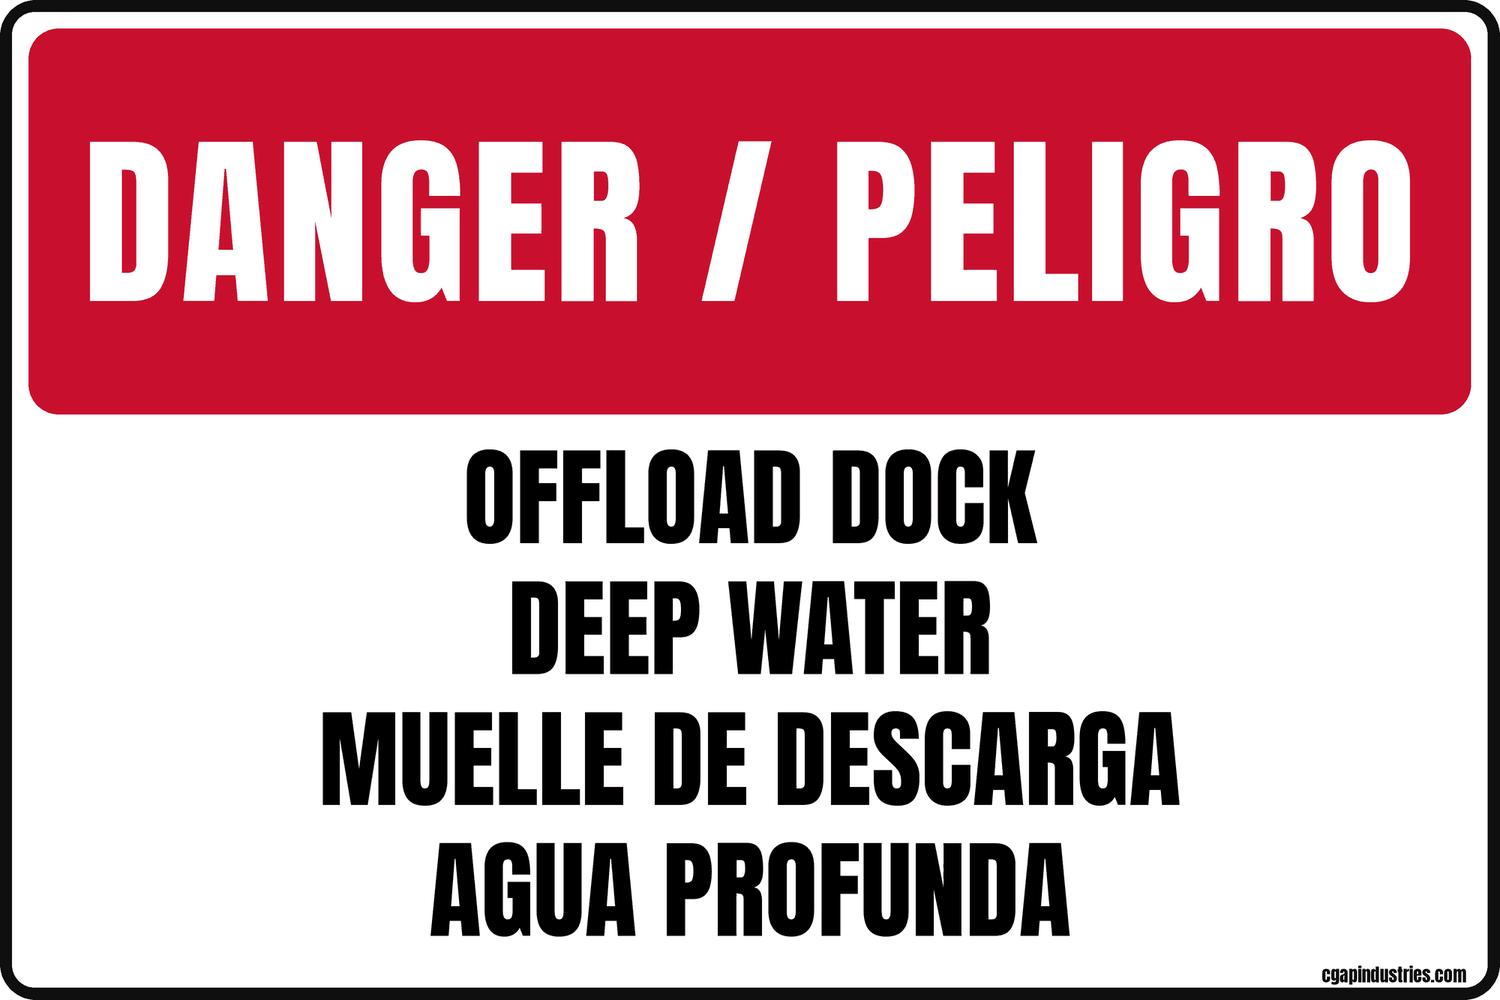 DANGER / PELIGRO
OFFLOAD DOCK
DEEP WATER
MUELLE DE DESCARGA
AGUA PROFUNDA
cgapindustries.com